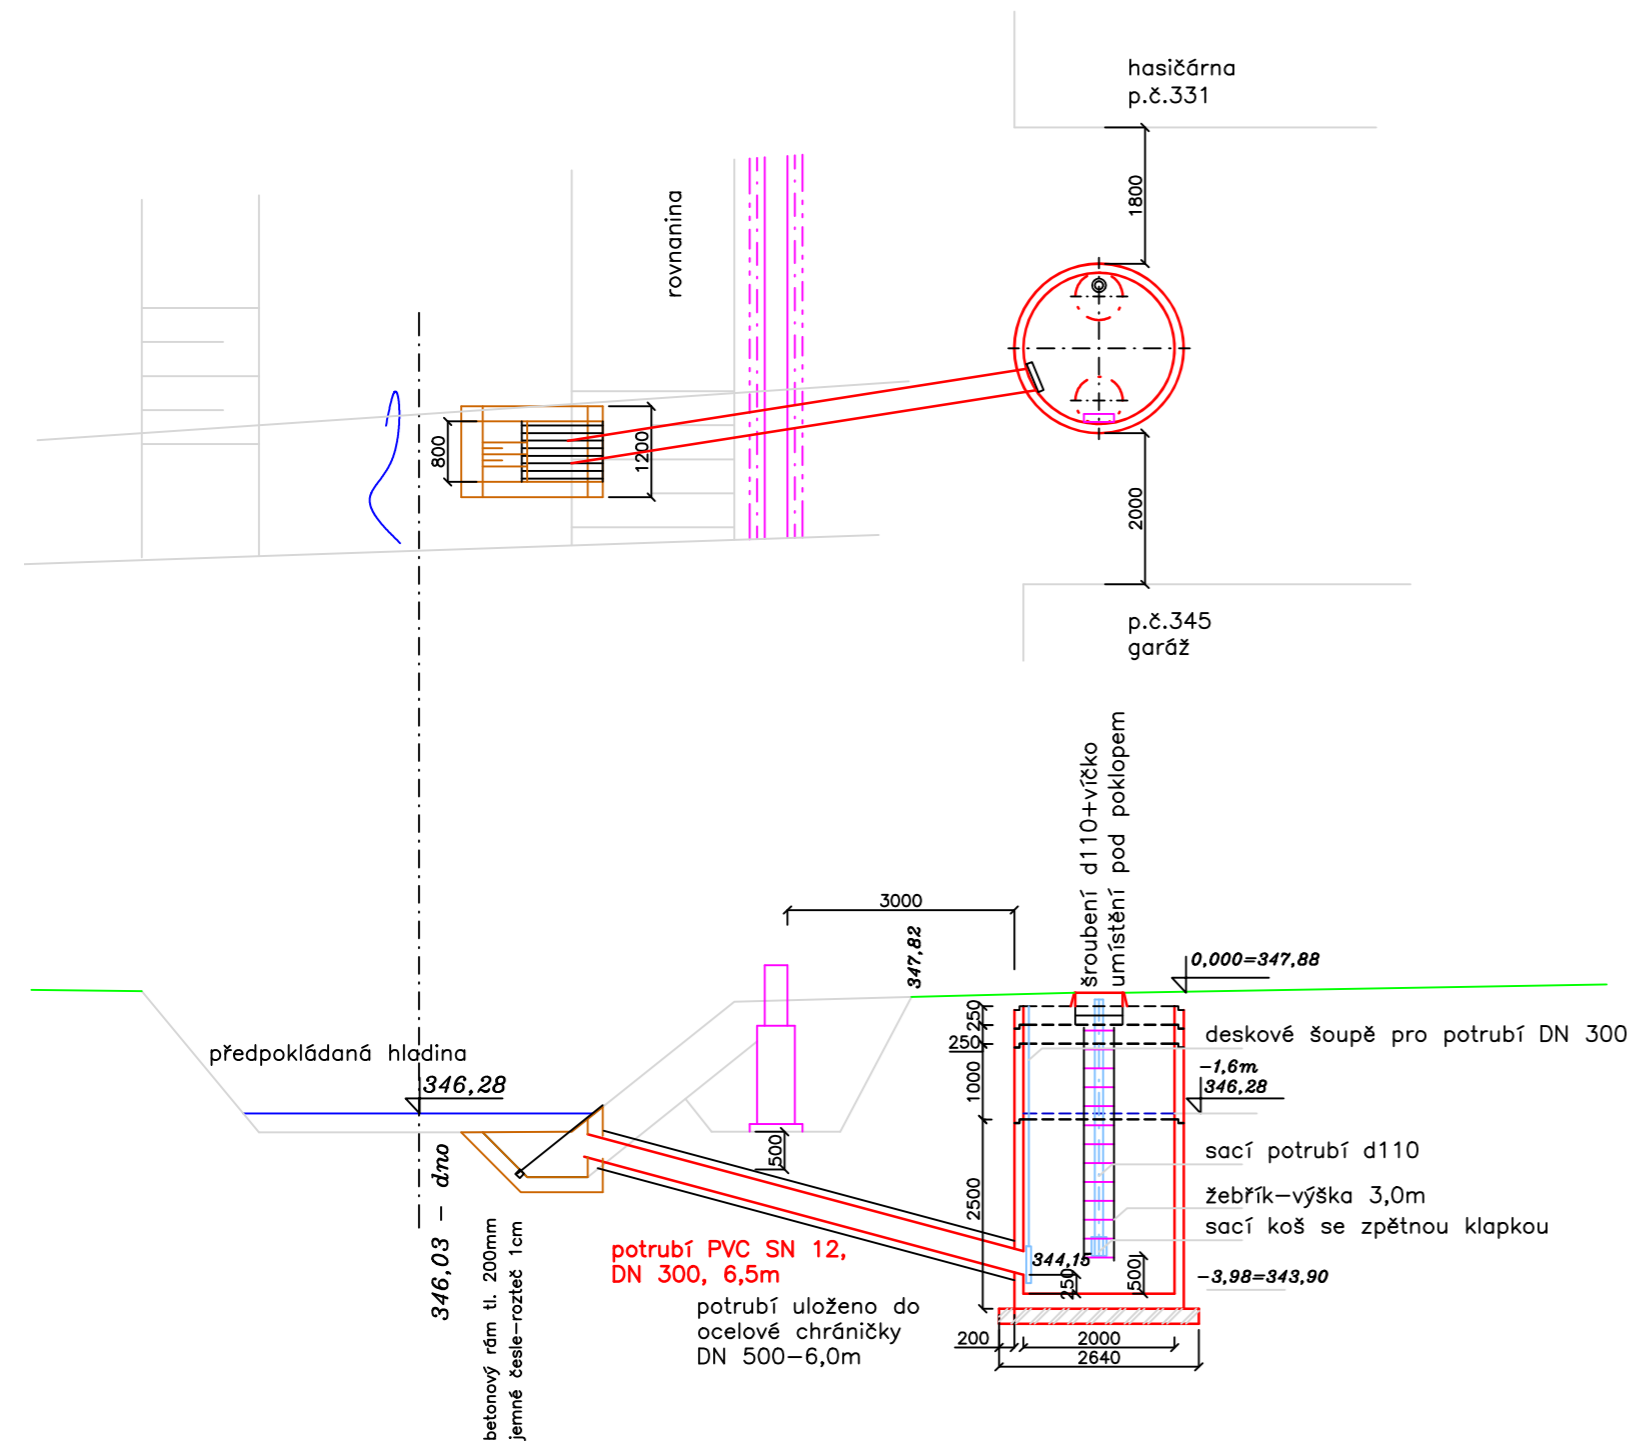 hasičárna
p.č.331
1800
rovnanina
800
1200
2000
p.č.345
garáž
šroubení d110+víčko
umístění pod poklopem
3000
347,82
0,000=347,88
250
deskové šoupě pro potrubí DN 300
předpokládaná hladina
250
-1,6m
346,28
346,28
1000
500
346,03 - dno
sací potrubí d110
2500
žebřík-výška 3,0m
sací koš se zpětnou klapkou
betonový rám tl. 200mm
jemné česle-rozteč 1cm
potrubí PVC SN 12,
DN 300, 6,5m
344,15
250
500
-3,98=343,90
potrubí uloženo do
ocelové chráničky
DN 500-6,0m
200
2000
2640